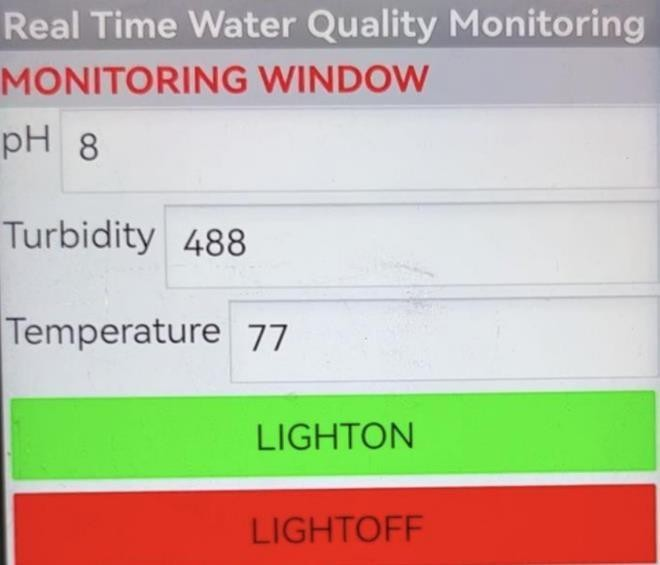 Real Time Water Quality Monitoring
MONITORING WINDOW
pH 8
Turbidity 488
Temperature 77
LIGHTON
LIGHTOFF